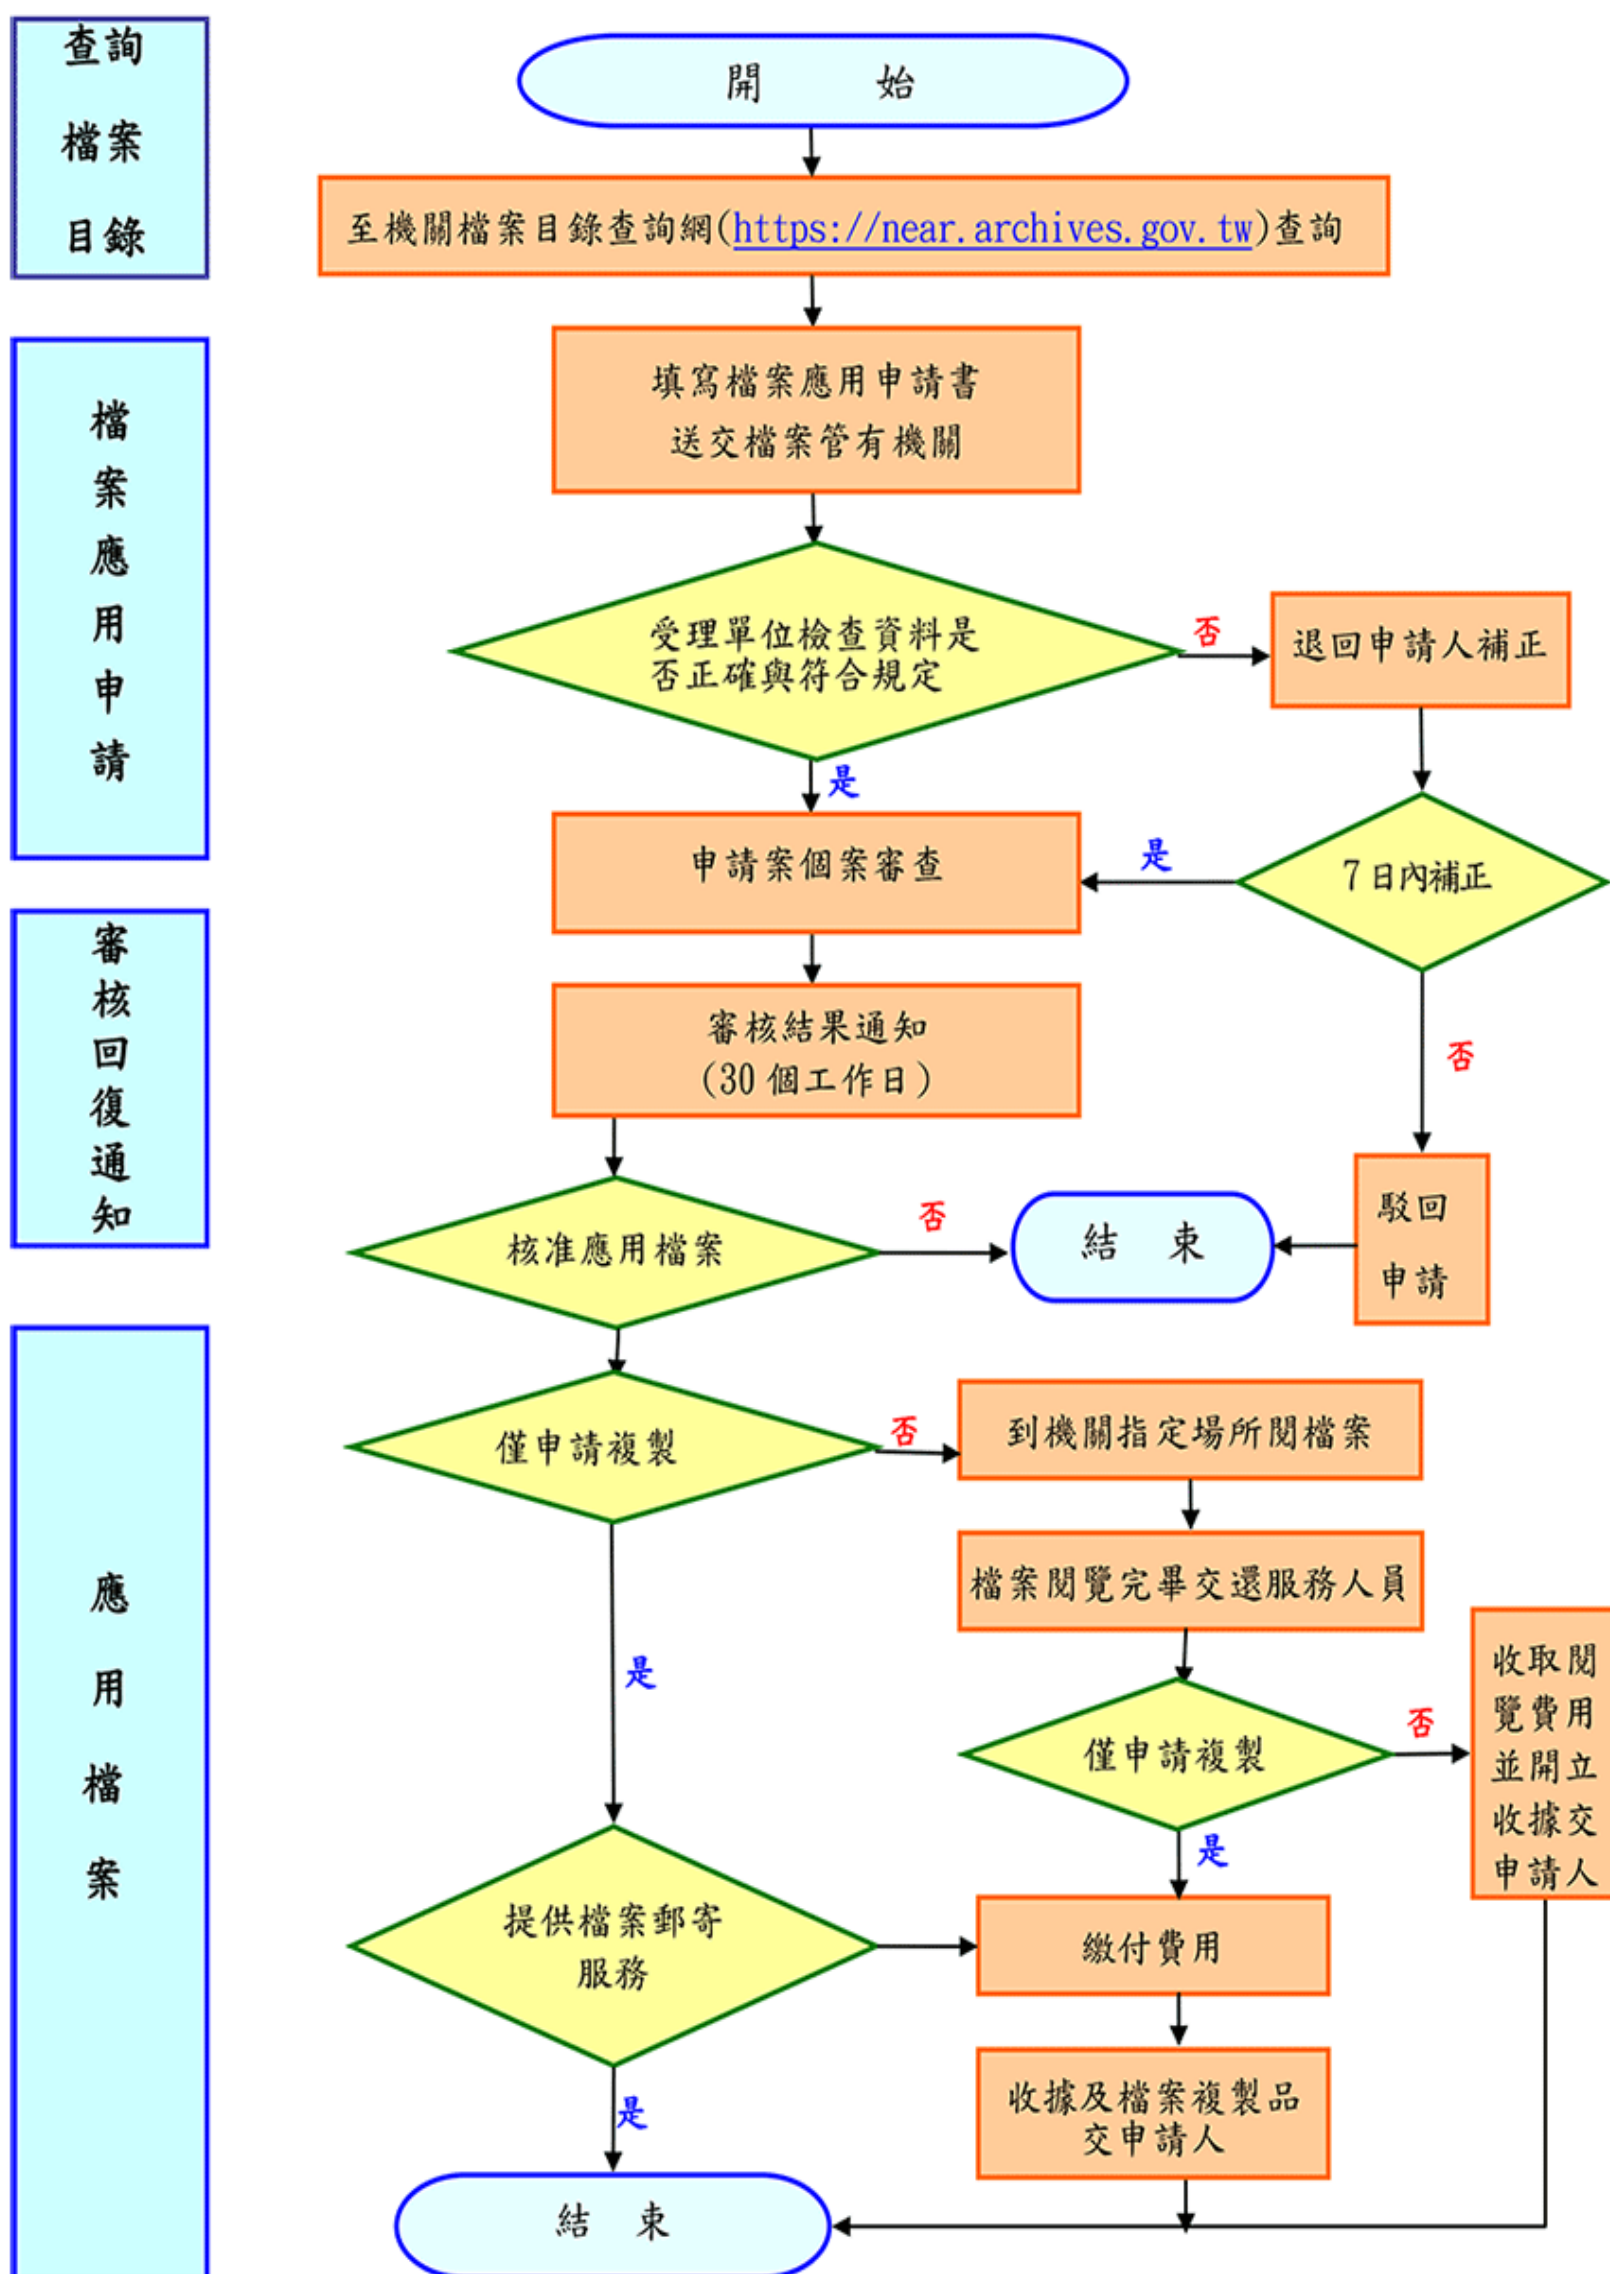 查詢
檔案
目錄
開 始
至機關檔案目錄查詢網(https://near.archives.gov.tw)查詢
檔
案
應
用
申
請
填寫檔案應用申請書
送交檔案管有機關
受理單位檢查資料是
否正確與符合規定
否
退回申請人補正
是
申請案個案審查
是
7日內補正
否
駁回
申請
審
核
回
復
通
知
審核結果通知
(30個工作日)
核准應用檔案
否
結 束
應
用
檔
案
僅申請複製
否
到機關指定場所閱檔案
檔案閱覽完畢交還服務人員
是
僅申請複製
否
收取閱
覽費用
並開立
收據交
申請人
是
提供檔案郵寄
服務
繳付費用
是
收據及檔案複製品
交申請人
結 束